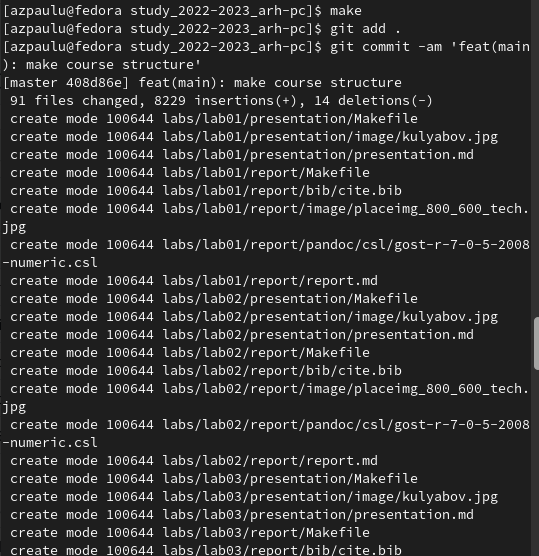 [azpaulu@fedora study_2022-2023_arh-pc]$ make
[azpaulu@fedora study_2022-2023_arh-pc]$ git add .
[azpaulu@fedora study_2022-2023_arh-pc]$ git commit -am 'feat(main
): make course structure'
[master 408d86e] feat(main): make course structure
 91 files changed, 8229 insertions(+), 14 deletions(-)
 create mode 100644 labs/lab01/presentation/Makefile
 create mode 100644 labs/lab01/presentation/image/kulyabov.jpg
 create mode 100644 labs/lab01/presentation/presentation.md
 create mode 100644 labs/lab01/report/Makefile
 create mode 100644 labs/lab01/report/bib/cite.bib
 create mode 100644 labs/lab01/report/image/placeimg_800_600_tech.
jpg
 create mode 100644 labs/lab01/report/pandoc/csl/gost-r-7-0-5-2008
-numeric.csl
 create mode 100644 labs/lab01/report/report.md
 create mode 100644 labs/lab02/presentation/Makefile
 create mode 100644 labs/lab02/presentation/image/kulyabov.jpg
 create mode 100644 labs/lab02/presentation/presentation.md
 create mode 100644 labs/lab02/report/Makefile
 create mode 100644 labs/lab02/report/bib/cite.bib
 create mode 100644 labs/lab02/report/image/placeimg_800_600_tech.
jpg
 create mode 100644 labs/lab02/report/pandoc/csl/gost-r-7-0-5-2008
-numeric.csl
 create mode 100644 labs/lab02/report/report.md
 create mode 100644 labs/lab03/presentation/Makefile
 create mode 100644 labs/lab03/presentation/image/kulyabov.jpg
 create mode 100644 labs/lab03/presentation/presentation.md
 create mode 100644 labs/lab03/report/Makefile
 create mode 100644 labs/lab03/report/bib/cite.bib